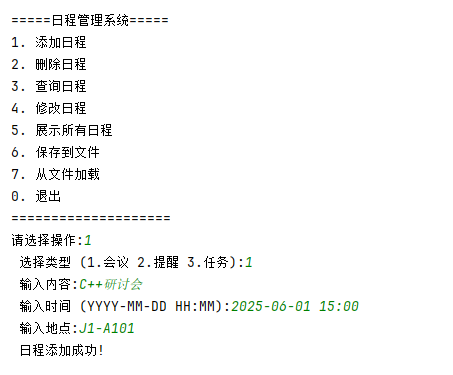 =====日程管理系统=====
1. 添加日程
2. 删除日程
3. 查询日程
4. 修改日程
5. 展示所有日程
6. 保存到文件
7. 从文件加载
0. 退出
====================
请选择操作:1
选择类型 (1.会议 2.提醒 3.任务):1
输入内容:C++研讨会
输入时间 (YYYY-MM-DD HH:MM):2025-06-01 15:00
输入地点:J1-A101
日程添加成功!